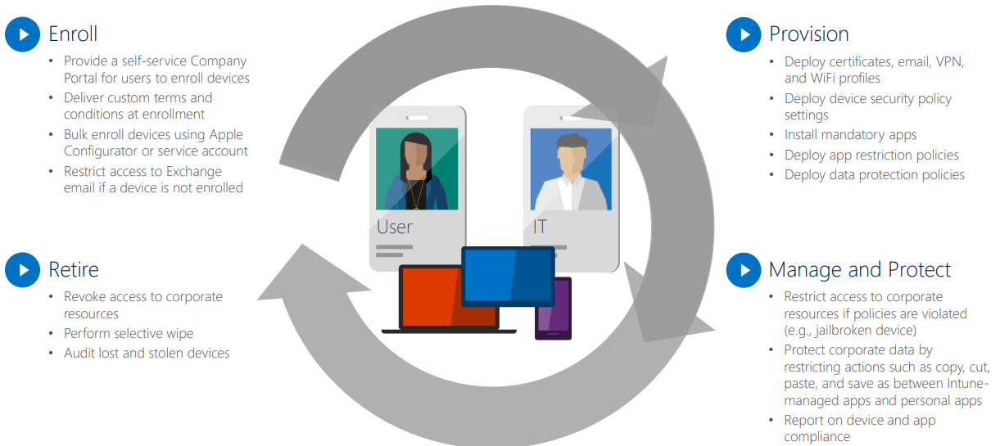 Enroll
• Provide a self-service Company
Portal for users to enroll devices
• Deliver custom terms and
conditions at enrollment
• Bulk enroll devices using Apple
Configurator or service account
• Restrict access to Exchange
email if a device is not enrolled
Provision
• Deploy certificates, email, VPN,
and WiFi profiles
• Deploy device security policy
settings
• Install mandatory apps
• Deploy app restriction policies
• Deploy data protection policies
User
IT
Retire
• Revoke access to corporate
resources
• Perform selective wipe
• Audit lost and stolen devices
Manage and Protect
• Restrict access to corporate
resources if policies are violated
(e.g., jailbroken device)
• Protect corporate data by
restricting actions such as copy, cut,
paste, and save as between Intune-
managed apps and personal apps
• Report on device and app
compliance